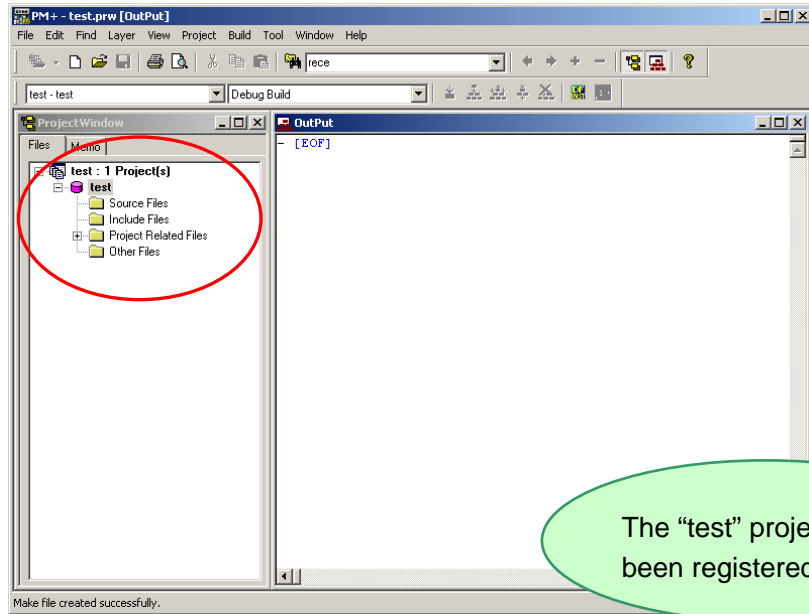 PM+ - test.prw [OutPut]
File Edit Find Layer View Project Build Tool Window Help
rece
test - test Debug Build
ProjectWindow
Files Memo
test : 1 Project(s)
test
Source Files
Include Files
Project Related Files
Other Files
OutPut
[EOF]
The “test” proje
been registered
Make file created successfully.